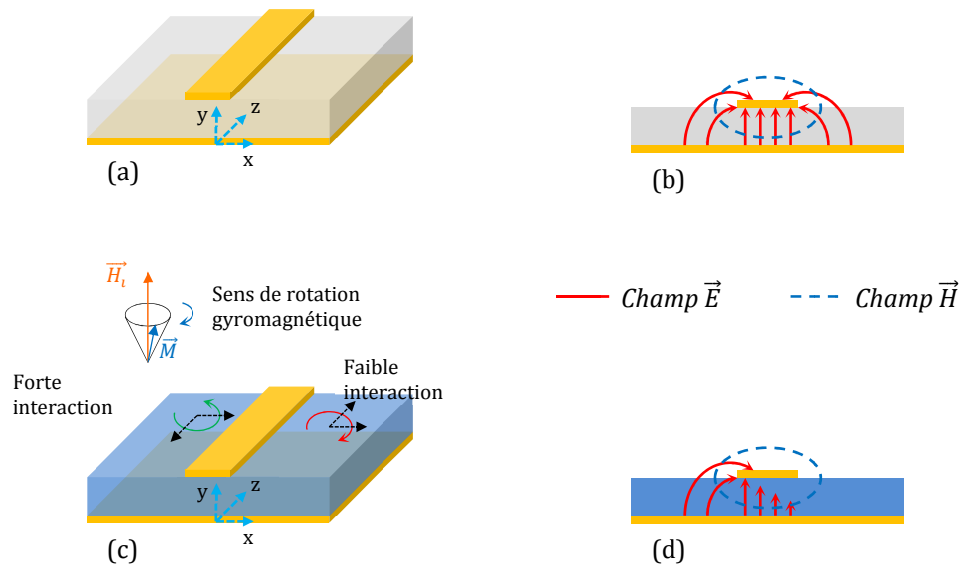 y
z
x
(a)
(b)
H⃗ᵢ
Sens de rotation
gyromagnétique
M⃗
Champ E⃗
Champ H⃗
Forte
interaction
Faible
interaction
y
z
x
(c)
(d)